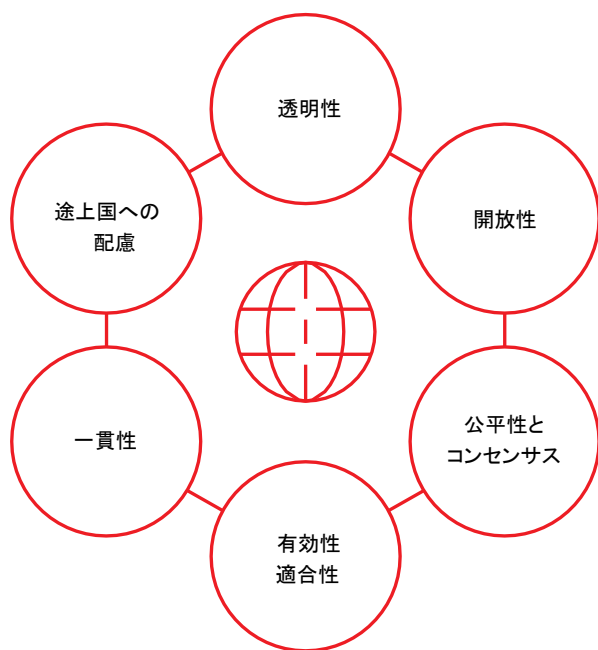 透明性
開放性
公平性と
コンセンサス
有効性
適合性
一貫性
途上国への
配慮